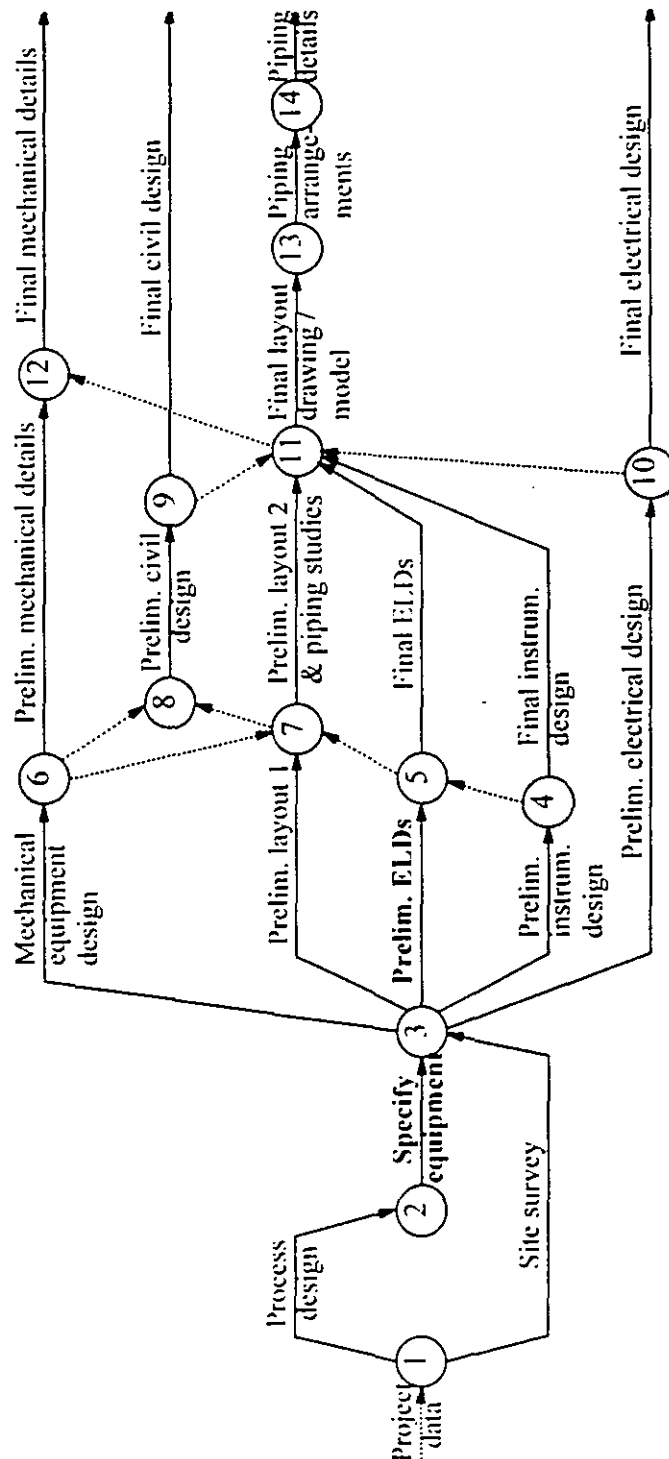 Project
data
1
Process
design
Site survey
2
Specify
equipment
3
Mechanical
equipment
design
Prelim. layout 1
Prelim. ELDs
Prelim.
instrum.
design
Prelim. electrical design
6
Prelim. mechanical details
8
Prelim. civil
design
7
Prelim. layout 2
& piping studies
5
Final ELDs
4
Final instrum.
design
9
10
11
12
Final mechanical details
Final civil design
Final layout
drawing /
model
13
Piping
arrange-
ments
14
Piping
details
Final electrical design